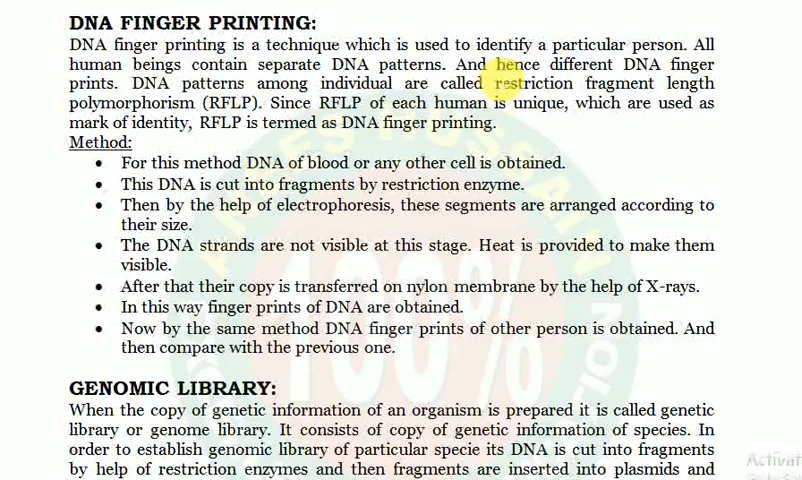 DNA FINGER PRINTING:
DNA finger printing is a technique which is used to identify a particular person. All
human beings contain separate DNA patterns. And hence different DNA finger
prints. DNA patterns among individual are called restriction fragment length
polymorphorism (RFLP). Since RFLP of each human is unique, which are used as
mark of identity, RFLP is termed as DNA finger printing.
Method:
• For this method DNA of blood or any other cell is obtained.
• This DNA is cut into fragments by restriction enzyme.
• Then by the help of electrophoresis, these segments are arranged according to
their size.
• The DNA strands are not visible at this stage. Heat is provided to make them
visible.
• After that their copy is transferred on nylon membrane by the help of X-rays.
• In this way finger prints of DNA are obtained.
• Now by the same method DNA finger prints of other person is obtained. And
then compare with the previous one.
GENOMIC LIBRARY:
When the copy of genetic information of an organism is prepared it is called genetic
library or genome library. It consists of copy of genetic information of species. In
order to establish genomic library of particular specie its DNA is cut into fragments
by help of restriction enzymes and then fragments are inserted into plasmids and
100%
HUSSAIN